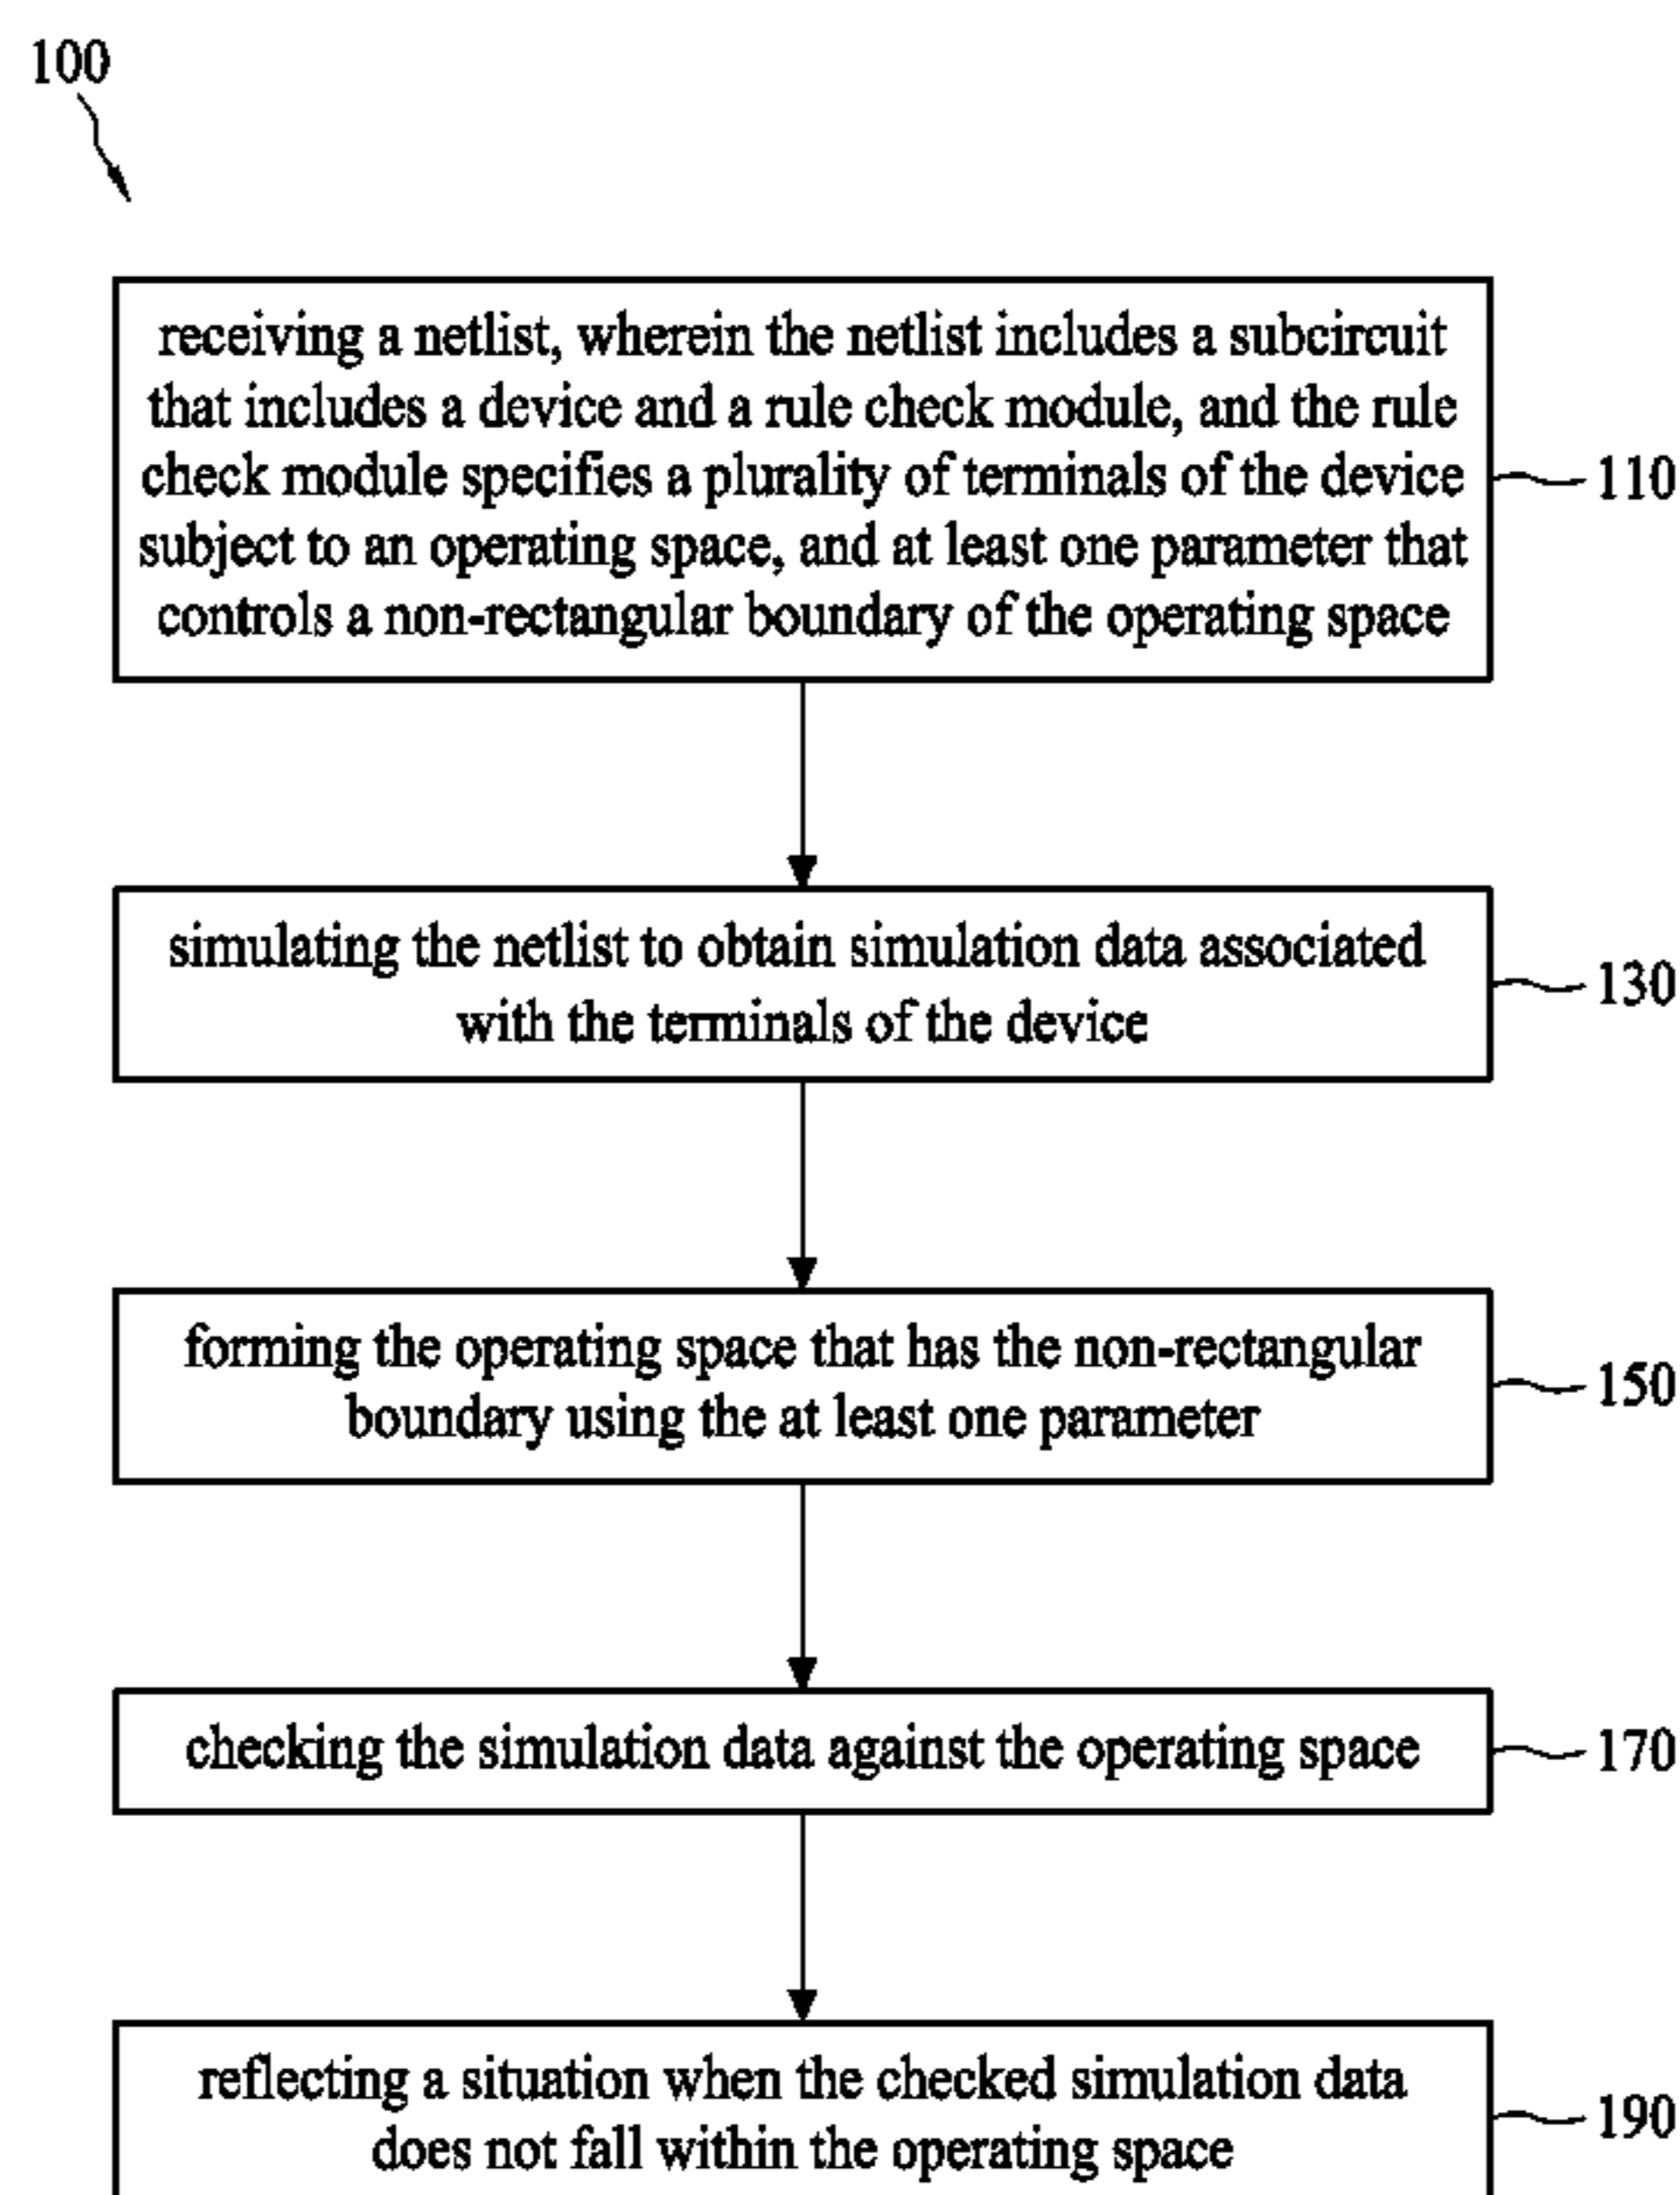 100
receiving a netlist, wherein the netlist includes a subcircuit
that includes a device and a rule check module, and the rule
check module specifies a plurality of terminals of the device
subject to an operating space, and at least one parameter that
controls a non-rectangular boundary of the operating space
110
simulating the netlist to obtain simulation data associated
with the terminals of the device
130
forming the operating space that has the non-rectangular
boundary using the at least one parameter
150
checking the simulation data against the operating space
170
reflecting a situation when the checked simulation data
does not fall within the operating space
190